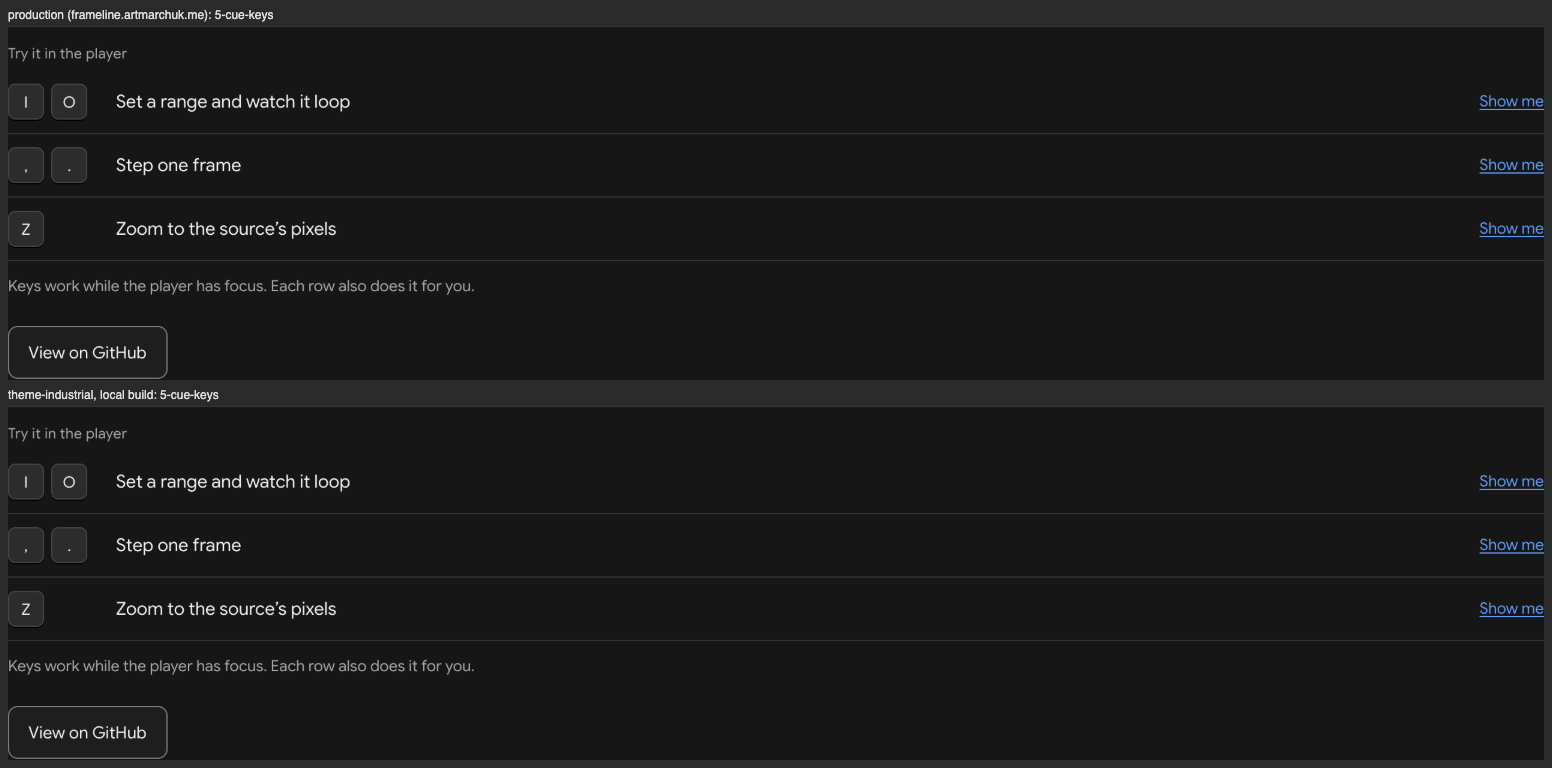 production (frameline.artmarchuk.me): 5-cue-keys
Try it in the player
I O Set a range and watch it loop Show me
, . Step one frame Show me
Z Zoom to the source’s pixels Show me
Keys work while the player has focus. Each row also does it for you.
View on GitHub
theme-industrial, local build: 5-cue-keys
Try it in the player
I O Set a range and watch it loop Show me
, . Step one frame Show me
Z Zoom to the source’s pixels Show me
Keys work while the player has focus. Each row also does it for you.
View on GitHub